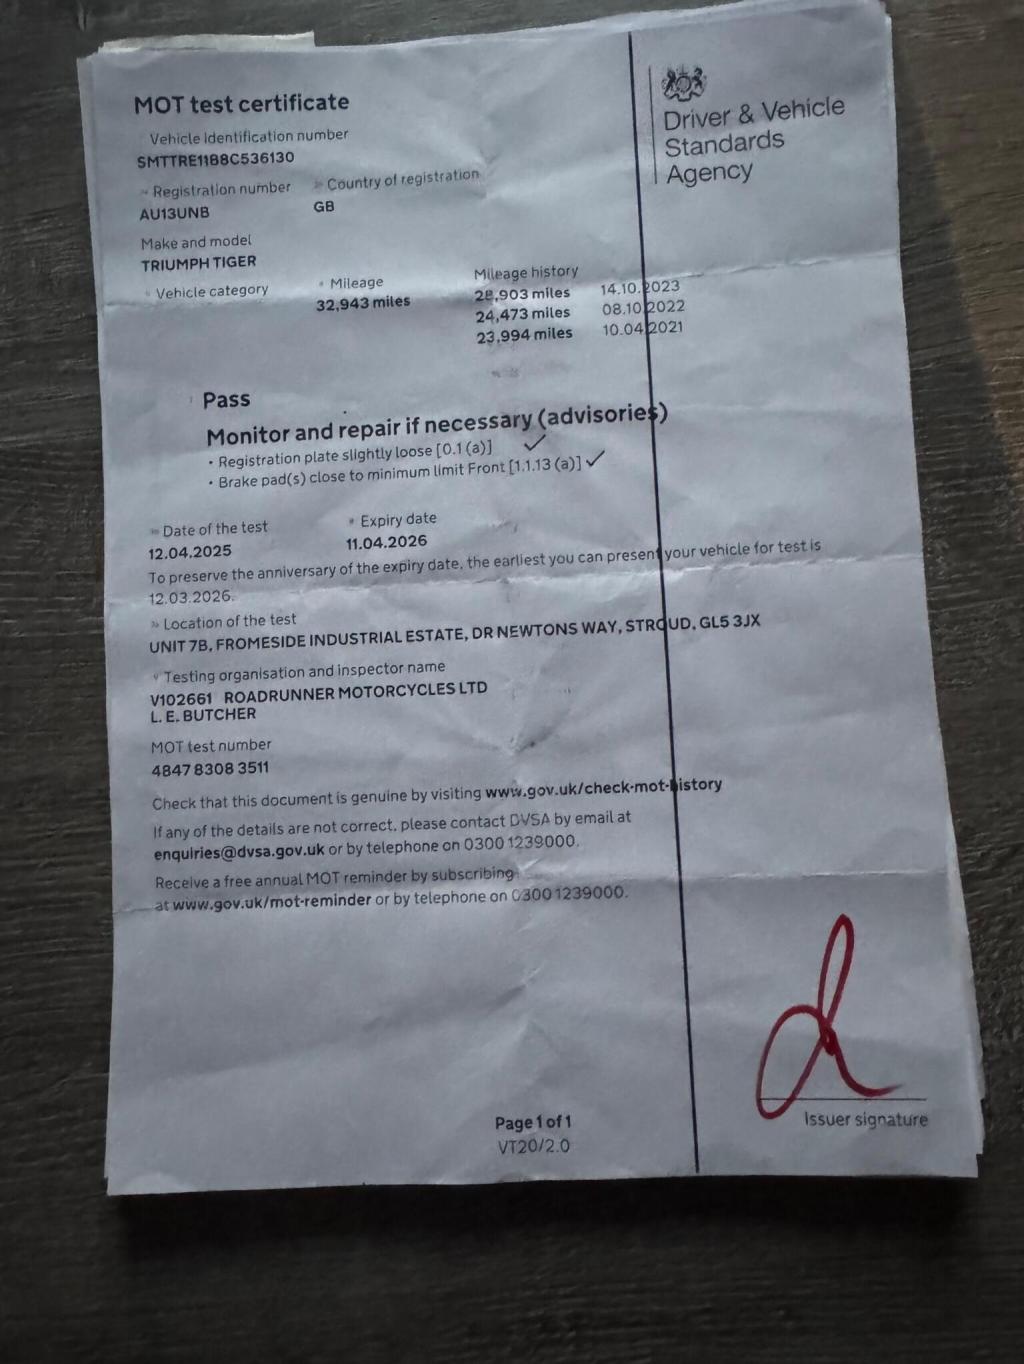 MOT test certificate
Vehicle identification number
SMTTRE11B8C536130
Registration number
Country of registration
AU13UNB
GB
Make and model
TRIUMPH TIGER
Vehicle category
Mileage
32,943 miles
Mileage history
28,903 miles 14.10.2023
24,473 miles 08.10.2022
23,994 miles 10.04.2021
Pass
Monitor and repair if necessary (advisories)
• Registration plate slightly loose [0.1 (a)] ✓
• Brake pad(s) close to minimum limit Front [1.1.13 (a)] ✓
Date of the test
Expiry date
12.04.2025
11.04.2026
To preserve the anniversary of the expiry date, the earliest you can present your vehicle for test is
12.03.2026.
Location of the test
UNIT 7B, FROMESIDE INDUSTRIAL ESTATE, DR NEWTONS WAY, STROUD, GL5 3JX
Testing organisation and inspector name
V102661 ROADRUNNER MOTORCYCLES LTD
L. E. BUTCHER
MOT test number
4847 8308 3511
Check that this document is genuine by visiting www.gov.uk/check-mot-history
If any of the details are not correct, please contact DVSA by email at
enquiries@dvsa.gov.uk or by telephone on 0300 1239000.
Receive a free annual MOT reminder by subscribing
at www.gov.uk/mot-reminder or by telephone on 0300 1239000.
Page 1 of 1
VT20/2.0
Driver & Vehicle
Standards
Agency
Issuer signature